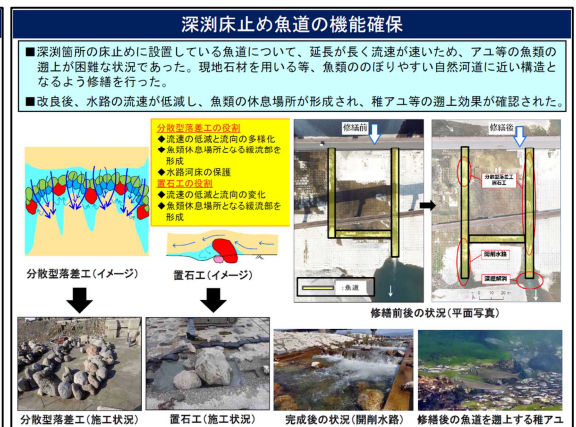 深渕床止め魚道の機能確保
■深渕箇所の床止めに設置している魚道について、延長が長く流速が速いため、アユ等の魚類の
遡上が困難な状況であった。現地石材を用いる等、魚類ののぼりやすい自然河道に近い構造と
なるよう修繕を行った。
■改良後、水路の流速が低減し、魚類の休息場所が形成され、稚アユ等の遡上効果が確認された。
分散型落差工の役割
◆流速の低減と流向の多様化
◆魚類休息場所となる緩流部を
形成
◆水路河床の保護
置石工の役割
◆流速の低減と流向の変化
◆魚類休息場所となる緩流部を
形成
分散型落差工(イメージ)
置石工(イメージ)
修繕前
:魚道
修繕後
分散型落差工
置石工
開削水路
深掘解消
修繕前後の状況(平面写真)
分散型落差工(施工状況)
置石工(施工状況)
完成後の状況(開削水路)
修繕後の魚道を遡上する稚アユ